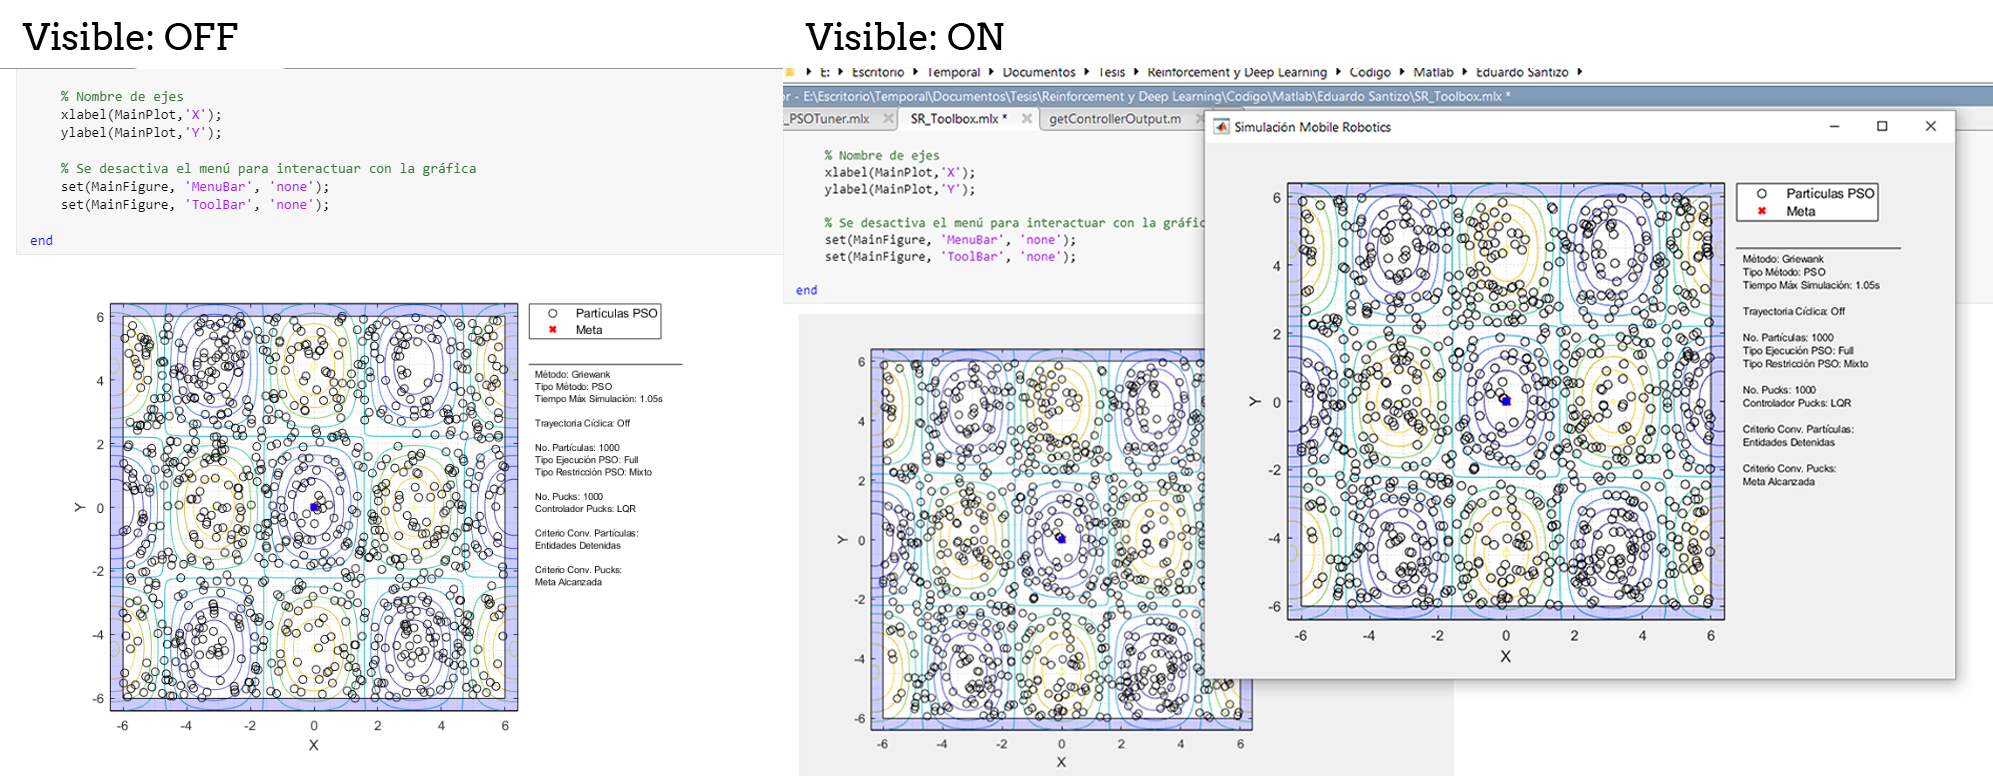 Visible: OFF
% Nombre de ejes
xlabel(MainPlot,'X');
ylabel(MainPlot,'Y');
% Se desactiva el menú para interactuar con la gráfica
set(MainFigure, 'MenuBar', 'none');
set(MainFigure, 'ToolBar', 'none');
end
Partículas PSO
Meta
Método: Griewank
Tipo Método: PSO
Tiempo Máx Simulación: 1.05s
Trayectoria Cíclica: Off
No. Partículas: 1000
Tipo Ejecución PSO: Full
Tipo Restricción PSO: Mixto
No. Pucks: 1000
Controlador Pucks: LQR
Criterio Conv. Partículas:
Entidades Detenidas
Criterio Conv. Pucks:
Meta Alcanzada
6
4
2
0
-2
-4
-6
Y
-6 -4 -2 0 2 4 6
X
Visible: ON
E: Escritorio Temporal Documentos Tesis Reinforcement y Deep Learning Codigo Matlab Eduardo Santizo
or - E:\Escritorio\Temporal\Documentos\Tesis\Reinforcement y Deep Learning\Codigo\Matlab\Eduardo Santizo\SR_Toolbox.mlx *
_PSOTuner.mlx SR_Toolbox.mlx * getControllerOutput.m
% Nombre de ejes
xlabel(MainPlot,'X');
ylabel(MainPlot,'Y');
% Se desactiva el menú para interactuar con la gráfic
set(MainFigure, 'MenuBar', 'none');
set(MainFigure, 'ToolBar', 'none');
end
6
4
2
0
-2
-4
-6
Y
-6 -4 -2 0 2 4 6
X
Simulación Mobile Robotics
Partículas PSO
Meta
Método: Griewank
Tipo Método: PSO
Tiempo Máx Simulación: 1.05s
Trayectoria Cíclica: Off
No. Partículas: 1000
Tipo Ejecución PSO: Full
Tipo Restricción PSO: Mixto
No. Pucks: 1000
Controlador Pucks: LQR
Criterio Conv. Partículas:
Entidades Detenidas
Criterio Conv. Pucks:
Meta Alcanzada
6
4
2
0
-2
-4
-6
Y
-6 -4 -2 0 2 4 6
X